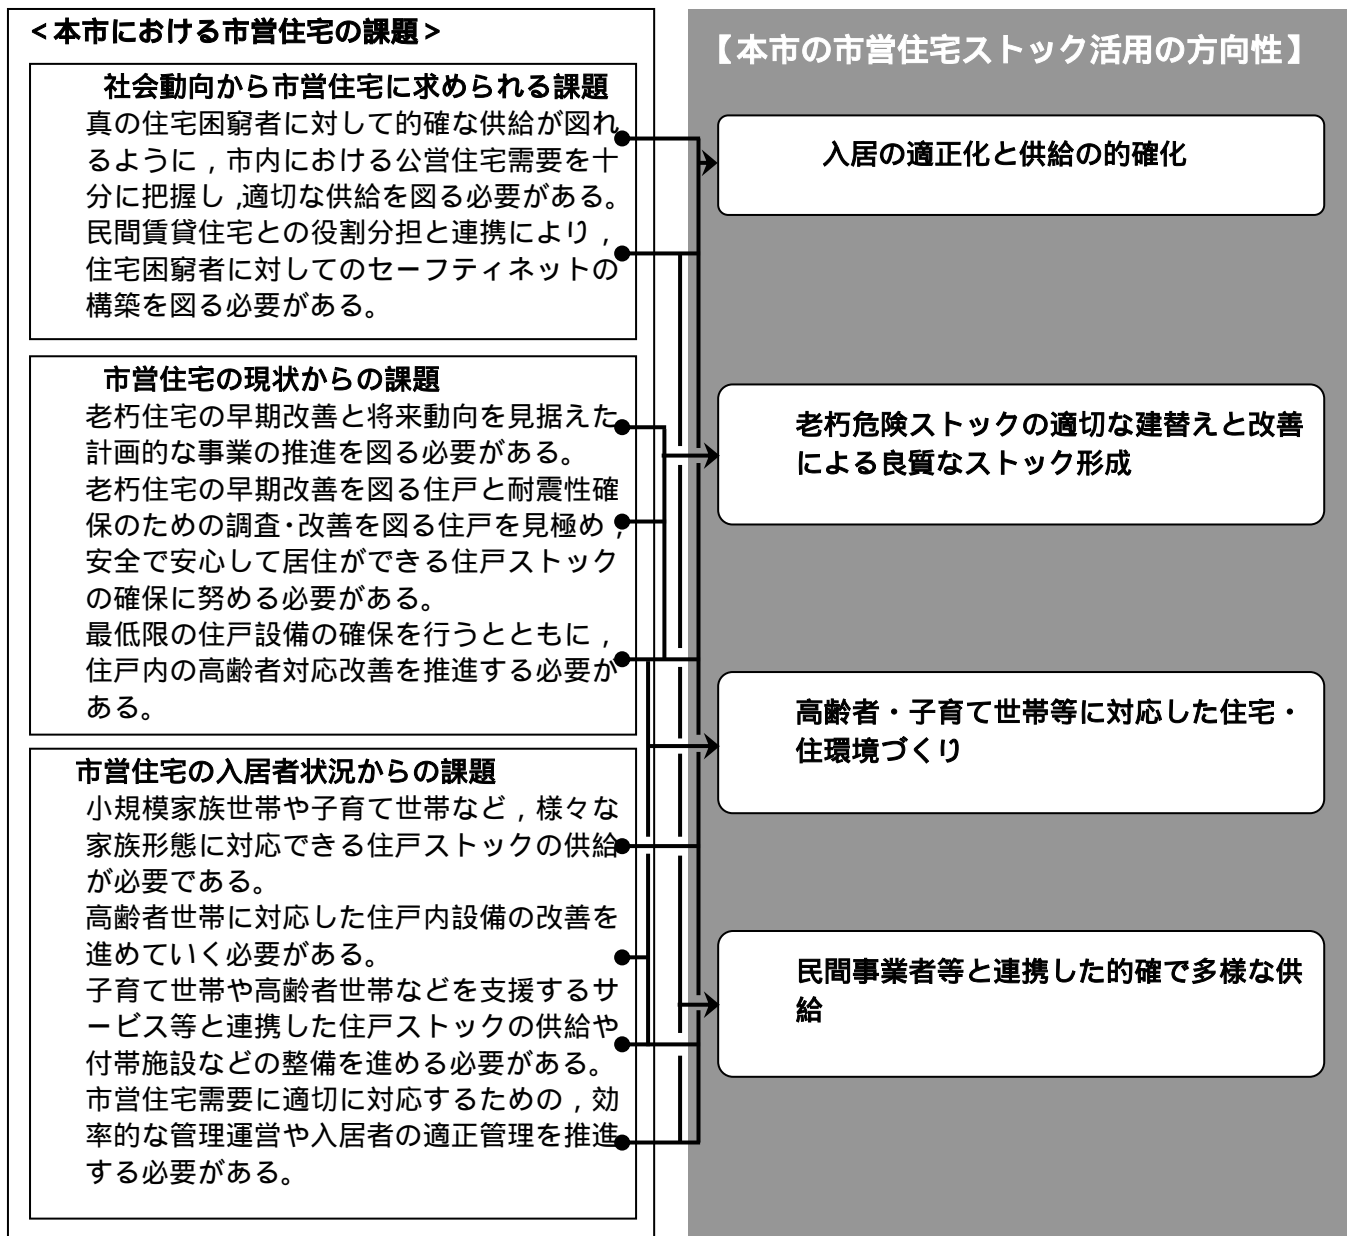 ＜本市における市営住宅の課題＞
社会動向から市営住宅に求められる課題
真の住宅困窮者に対して的確な供給が図れ
るように，市内における公営住宅需要を十
分に把握し，適切な供給を図る必要がある。
民間賃貸住宅との役割分担と連携により，
住宅困窮者に対してのセーフティネットの
構築を図る必要がある。
市営住宅の現状からの課題
老朽住宅の早期改善と将来動向を見据えた
計画的な事業の推進を図る必要がある。
老朽住宅の早期改善を図る住戸と耐震性確
保のための調査・改善を図る住戸を見極め，
安全で安心して居住ができる住戸ストック
の確保に努める必要がある。
最低限の住戸設備の確保を行うとともに，
住戸内の高齢者対応改善を推進する必要が
ある。
市営住宅の入居者状況からの課題
小規模家族世帯や子育て世帯など，様々な
家族形態に対応できる住戸ストックの供給
が必要である。
高齢者世帯に対応した住戸内設備の改善を
進めていく必要がある。
子育て世帯や高齢者世帯などを支援するサ
ービス等と連携した住戸ストックの供給や
付帯施設などの整備を進める必要がある。
市営住宅需要に適切に対応するための，効
率的な管理運営や入居者の適正管理を推進
する必要がある。
【本市の市営住宅ストック活用の方向性】
入居の適正化と供給の的確化
老朽危険ストックの適切な建替えと改善
による良質なストック形成
高齢者・子育て世帯等に対応した住宅・
住環境づくり
民間事業者等と連携した的確で多様な供
給